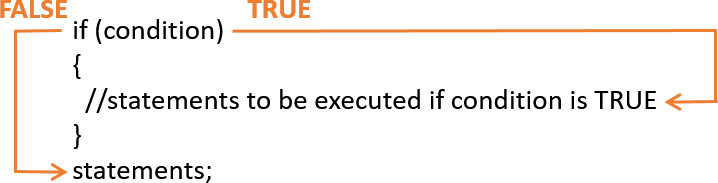 FALSE if (condition) TRUE
{
//statements to be executed if condition is TRUE
}
statements;